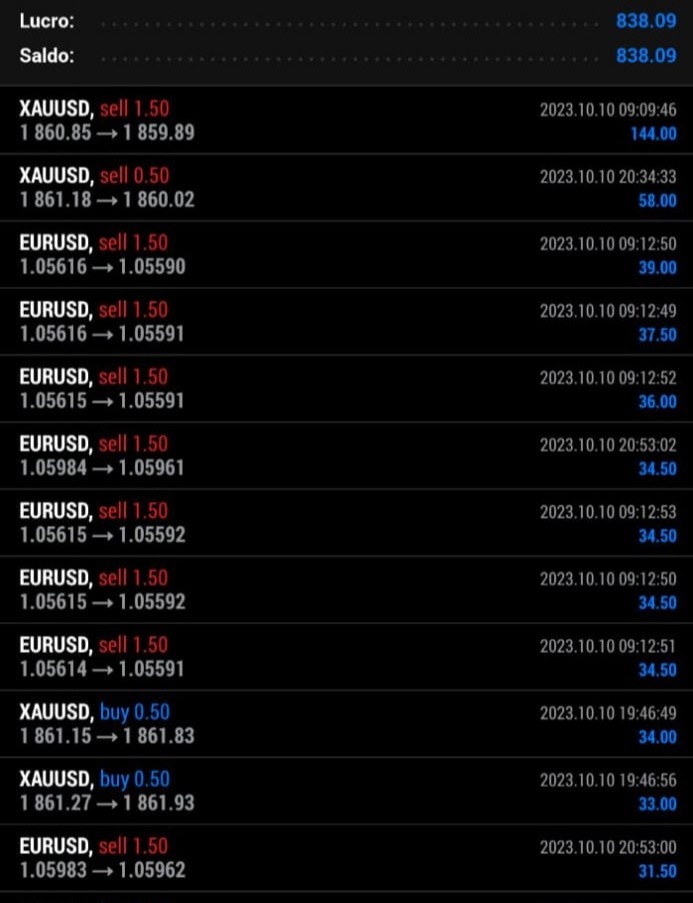 Lucro: 838.09
Saldo: 838.09
XAUUSD, sell 1.50 2023.10.10 09:09:46
1 860.85 → 1 859.89 144.00
XAUUSD, sell 0.50 2023.10.10 20:34:33
1 861.18 → 1 860.02 58.00
EURUSD, sell 1.50 2023.10.10 09:12:50
1.05616 → 1.05590 39.00
EURUSD, sell 1.50 2023.10.10 09:12:49
1.05616 → 1.05591 37.50
EURUSD, sell 1.50 2023.10.10 09:12:52
1.05615 → 1.05591 36.00
EURUSD, sell 1.50 2023.10.10 20:53:02
1.05984 → 1.05961 34.50
EURUSD, sell 1.50 2023.10.10 09:12:53
1.05615 → 1.05592 34.50
EURUSD, sell 1.50 2023.10.10 09:12:50
1.05615 → 1.05592 34.50
EURUSD, sell 1.50 2023.10.10 09:12:51
1.05614 → 1.05591 34.50
XAUUSD, buy 0.50 2023.10.10 19:46:49
1 861.15 → 1 861.83 34.00
XAUUSD, buy 0.50 2023.10.10 19:46:56
1 861.27 → 1 861.93 33.00
EURUSD, sell 1.50 2023.10.10 20:53:00
1.05983 → 1.05962 31.50